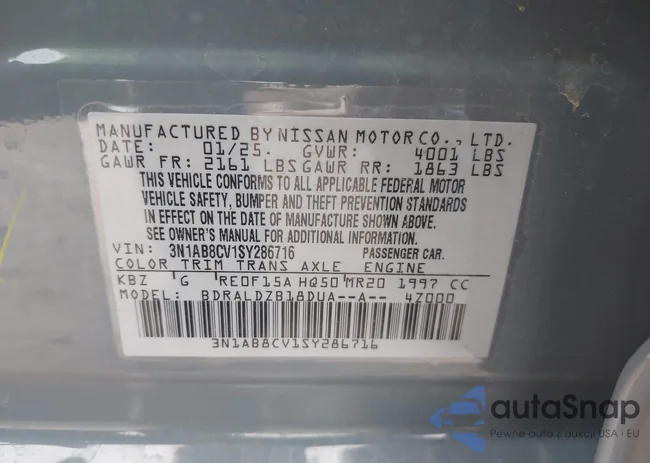 MANUFACTURED BY NISSAN MOTOR CO., LTD.
DATE: 01/25. GVWR: 4001 LBS
GAWR FR: 2161 LBS GAWR RR: 1863 LBS
THIS VEHICLE CONFORMS TO ALL APPLICABLE FEDERAL MOTOR
VEHICLE SAFETY, BUMPER AND THEFT PREVENTION STANDARDS
IN EFFECT ON THE DATE OF MANUFACTURE SHOWN ABOVE.
SEE OWNER'S MANUAL FOR ADDITIONAL INFORMATION.
VIN: 3N1AB8CV1SY286716 PASSENGER CAR.
COLOR TRIM TRANS AXLE ENGINE
KBZ G RE0F15A HQ50 MR20 1997 CC
MODEL: BDRALDZB18DUA--A-- 4Z000
3N1AB8CV1SY286716
autaSnap
Pewne auta z aukcji USA i EU